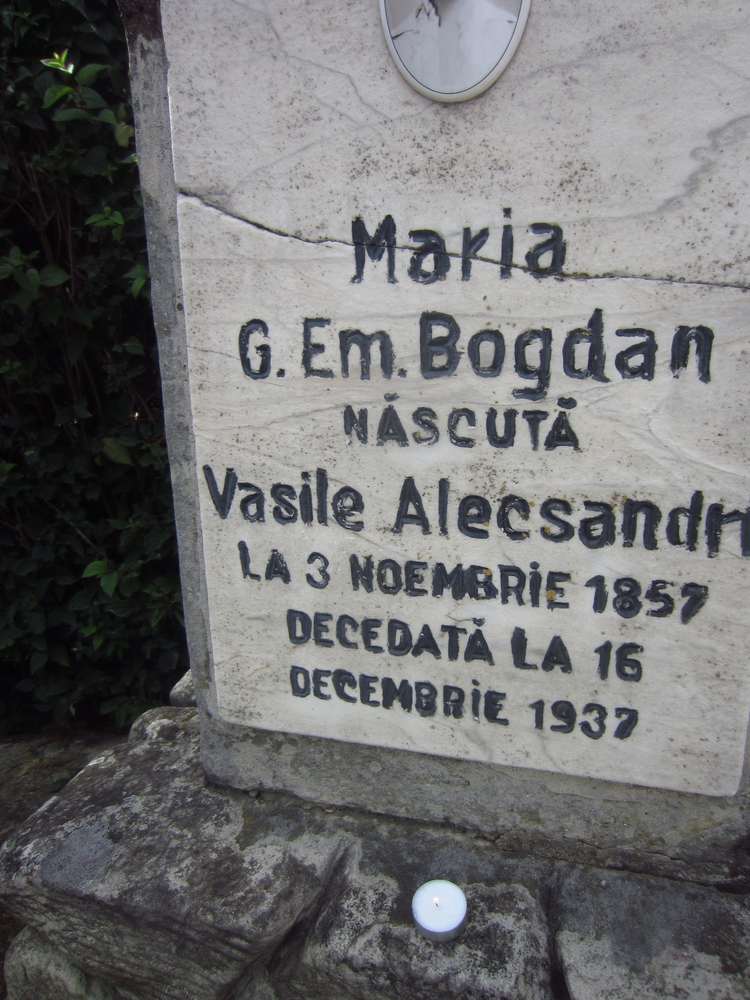 Maria
G. Em. Bogdan
NĂSCUTĂ
Vasile Alecsandri
LA 3 NOEMBRIE 1857
DECEDATĂ LA 16
DECEMBRIE 1937